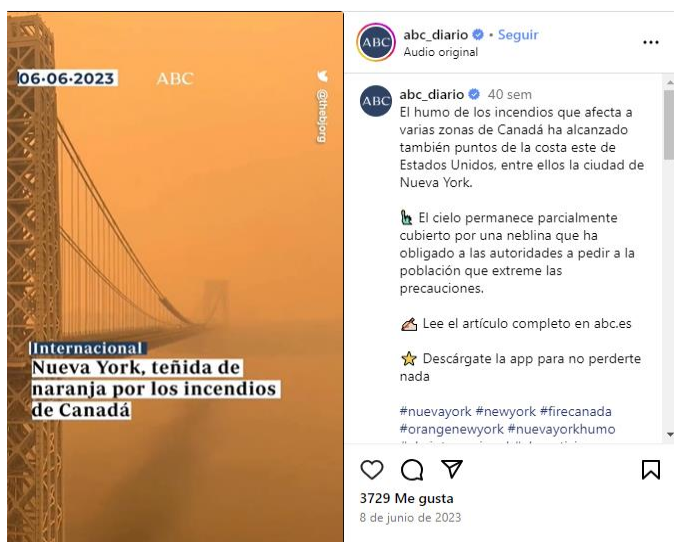 06·06·2023
ABC
@thebjorg
Internacional
Nueva York, teñida de
naranja por los incendios
de Canadá
ABC
abc_diario • Seguir
Audio original
ABC
abc_diario 40 sem
El humo de los incendios que afecta a
varias zonas de Canadá ha alcanzado
también puntos de la costa este de
Estados Unidos, entre ellos la ciudad de
Nueva York.
🗽 El cielo permanece parcialmente
cubierto por una neblina que ha
obligado a las autoridades a pedir a la
población que extreme las
precauciones.
✍🏻 Lee el artículo completo en abc.es
⭐ Descárgate la app para no perderte
nada
#nuevayork #newyork #firecanada
#orangenewyork #nuevayorkhumo
3729 Me gusta
8 de junio de 2023